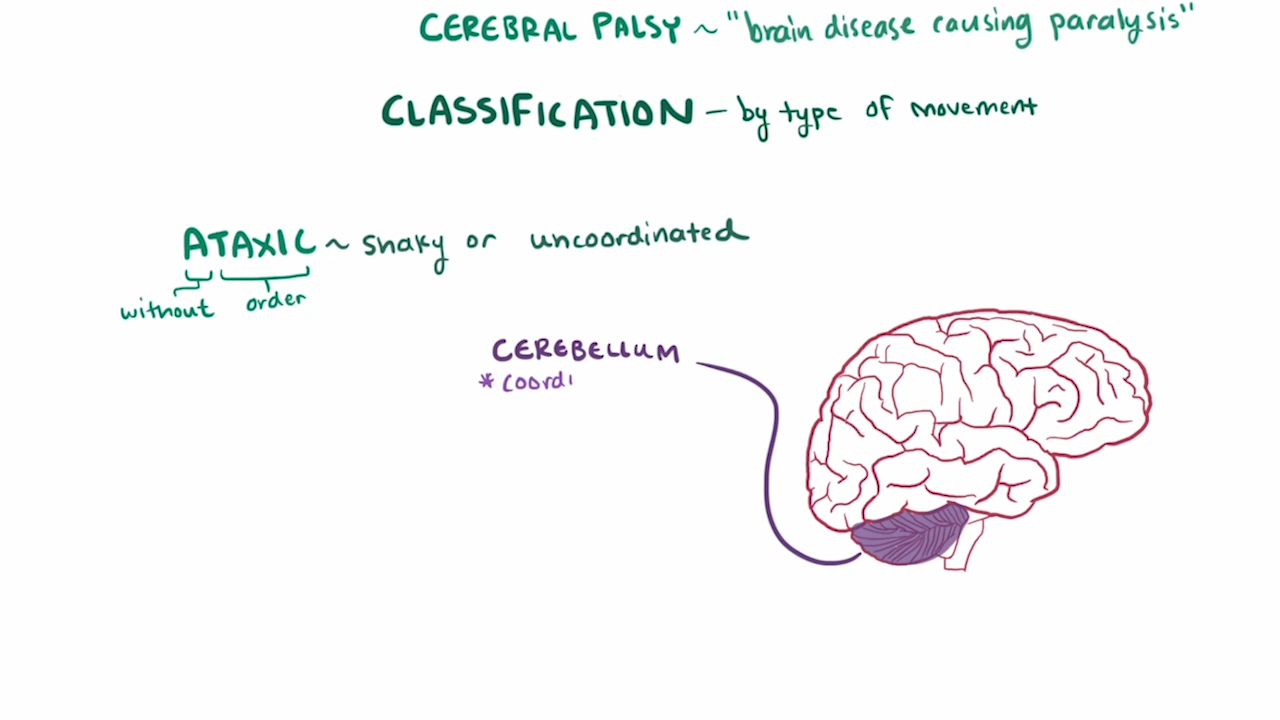 CEREBRAL PALSY ~ "brain disease causing paralysis"
CLASSIFICATION – by type of movement
ATAXIC ~ shaky or uncoordinated
without order
CEREBELLUM
* coordi